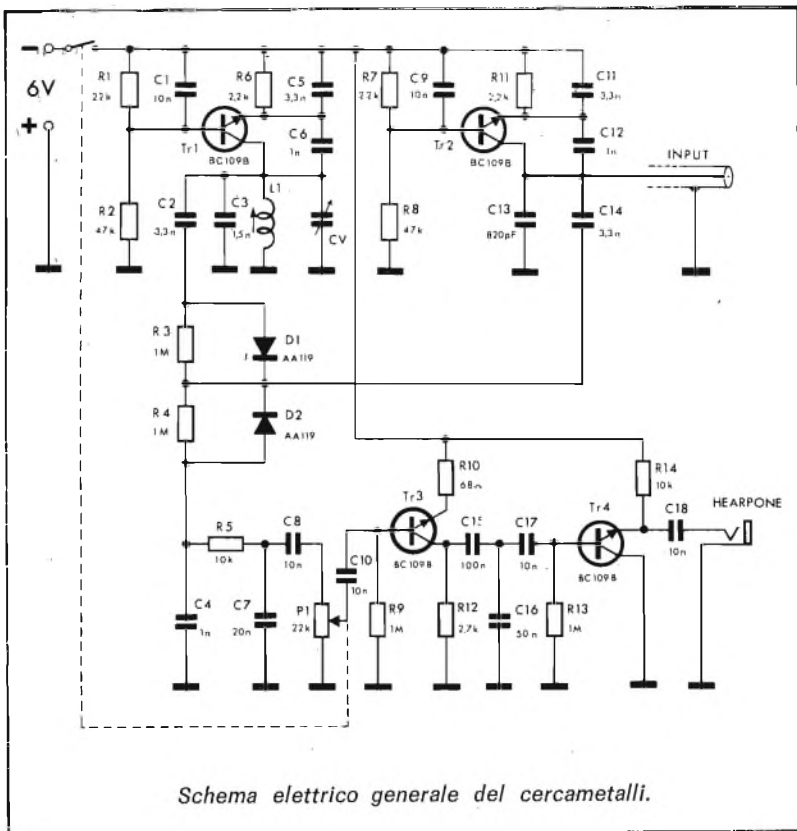 −
6V
+
R1
22k
C1
10n
R6
2,2k
C5
3,3n
C6
1n
Tr1
BC109B
R2
47k
C2
3,3n
C3
1,5n
L1
CV
R7
22k
C9
10n
R11
2,2k
C11
3,3n
C12
1n
Tr2
BC109B
INPUT
R8
47k
C13
820pF
C14
3,3n
R3
1M
D1
AA119
R4
1M
D2
AA119
R10
68Ω
R14
10k
Tr3
BC109B
C15
100n
C17
10n
Tr4
BC109B
C18
10n
HEARPONE
R5
10k
C8
10n
C10
10n
C4
1n
C7
20n
P1
22k
R9
1M
R12
2,7k
C16
50n
R13
1M
Schema elettrico generale del cercametalli.